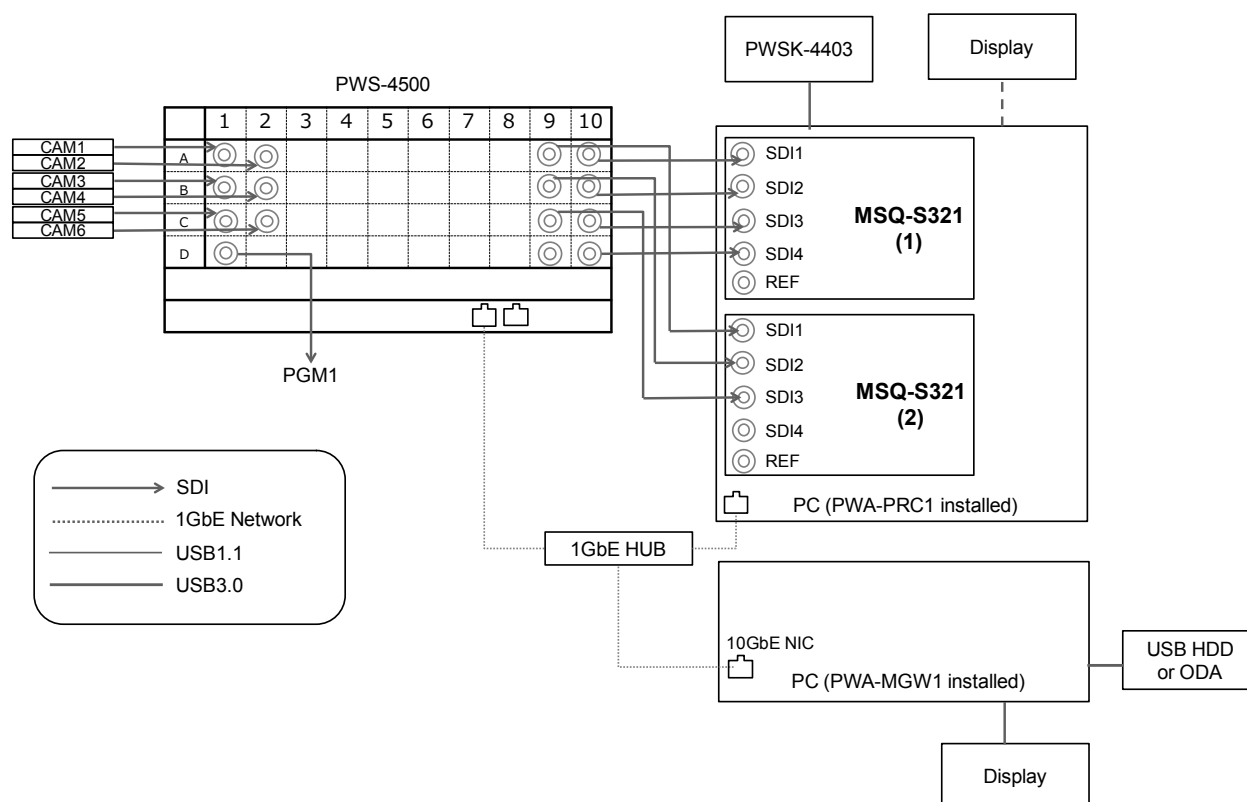 PWSK-4403
Display
PWS-4500
1 2 3 4 5 6 7 8 9 10
CAM1
CAM2
CAM3
CAM4
CAM5
CAM6
A
B
C
D
PGM1
SDI1
SDI2
SDI3
SDI4
REF
MSQ-S321
(1)
SDI1
SDI2
SDI3
SDI4
REF
MSQ-S321
(2)
PC (PWA-PRC1 installed)
SDI
1GbE Network
USB1.1
USB3.0
1GbE HUB
10GbE NIC
PC (PWA-MGW1 installed)
USB HDD
or ODA
Display